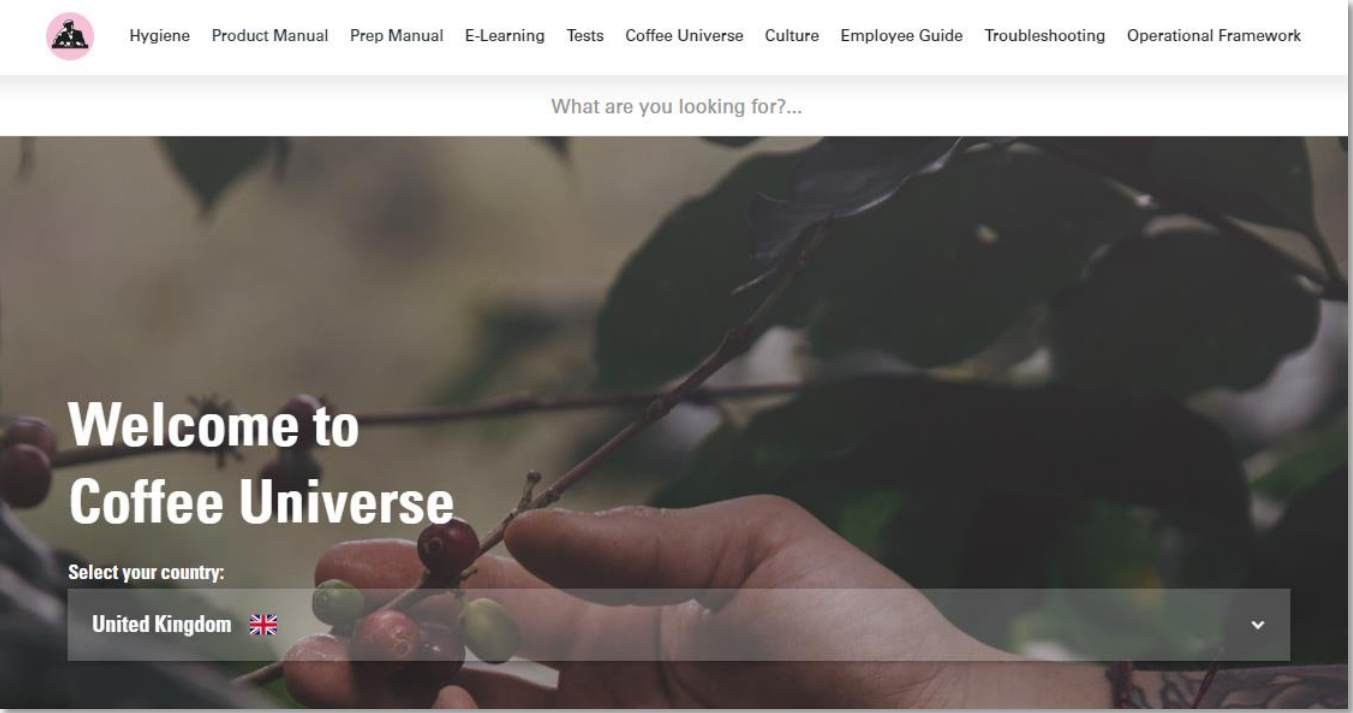 Hygiene Product Manual Prep Manual E-Learning Tests Coffee Universe Culture Employee Guide Troubleshooting Operational Framework
What are you looking for?...
Welcome to
Coffee Universe
Select your country:
United Kingdom